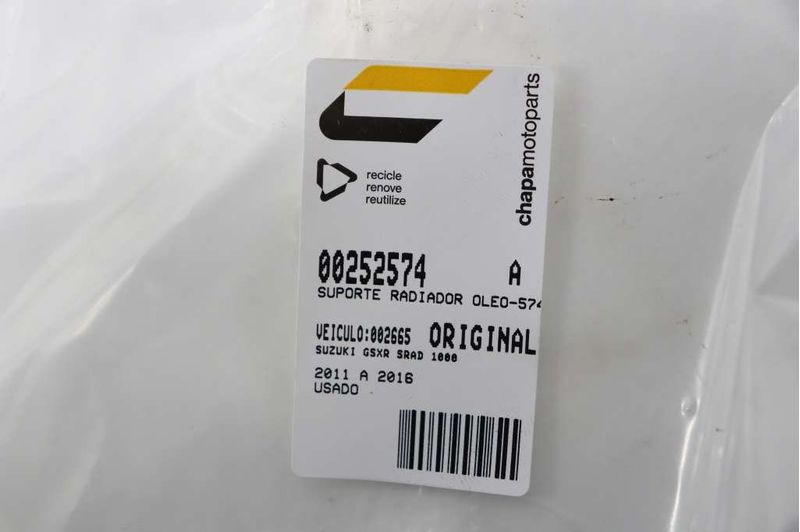 chapamotoparts
recicle
renove
reutilize
00252574 A
SUPORTE RADIADOR OLEO-574
VEICULO:002665 ORIGINAL
SUZUKI GSXR SRAD 1000
2011 A 2016
USADO